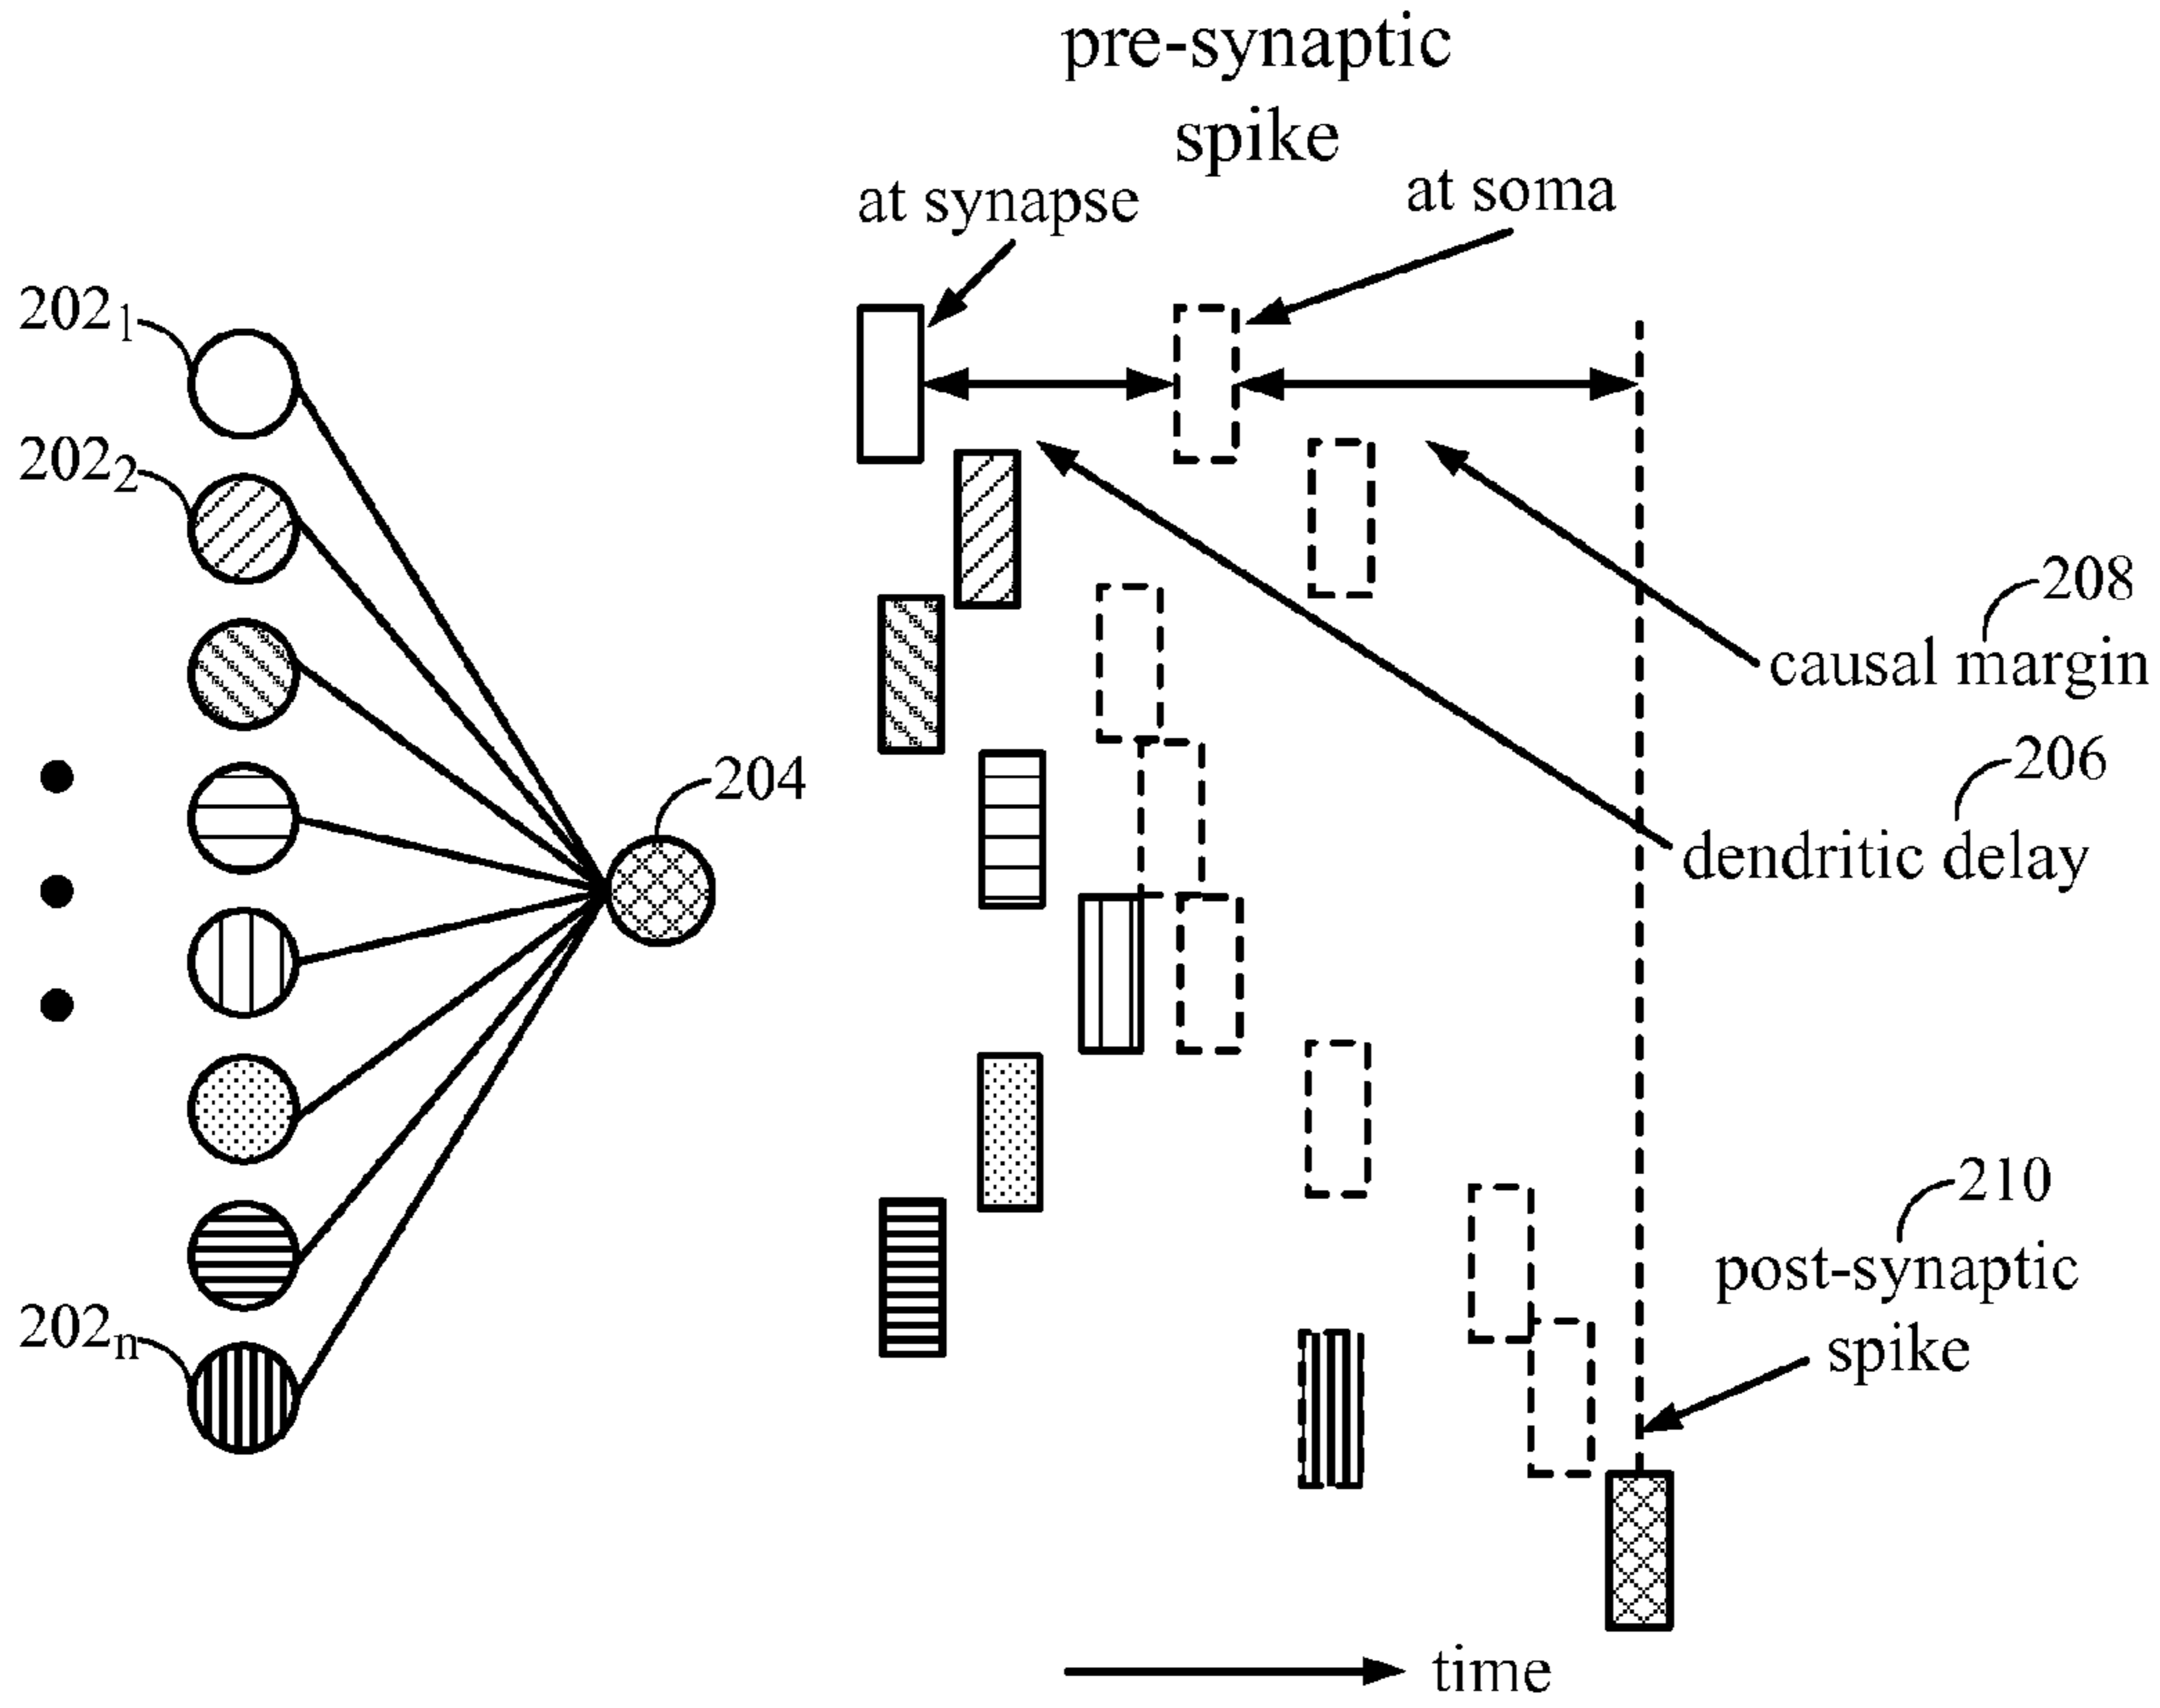 pre-synaptic
spike
at synapse
at soma
202₁
202₂
208
causal margin
206
204
dendritic delay
210
post-synaptic
spike
202ₙ
time